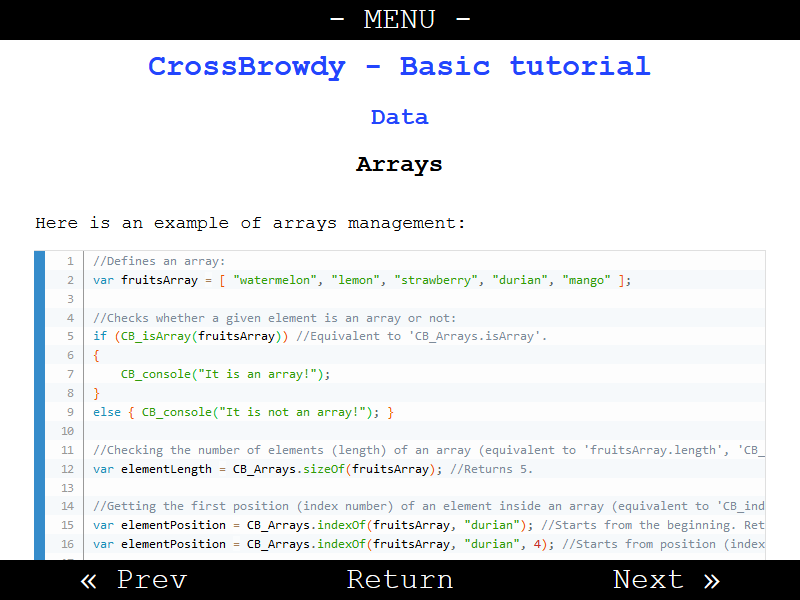 - MENU -
CrossBrowdy - Basic tutorial
Data
Arrays
Here is an example of arrays management:
1 //Defines an array:
2 var fruitsArray = [ "watermelon", "lemon", "strawberry", "durian", "mango" ];
3
4 //Checks whether a given element is an array or not:
5 if (CB_isArray(fruitsArray)) //Equivalent to 'CB_Arrays.isArray'.
6 {
7 CB_console("It is an array!");
8 }
9 else { CB_console("It is not an array!"); }
10
11 //Checking the number of elements (length) of an array (equivalent to 'fruitsArray.length', 'CB_
12 var elementLength = CB_Arrays.sizeOf(fruitsArray); //Returns 5.
13
14 //Getting the first position (index number) of an element inside an array (equivalent to 'CB_ind
15 var elementPosition = CB_Arrays.indexOf(fruitsArray, "durian"); //Starts from the beginning. Ret
16 var elementPosition = CB_Arrays.indexOf(fruitsArray, "durian", 4); //Starts from position (index
« Prev Return Next »